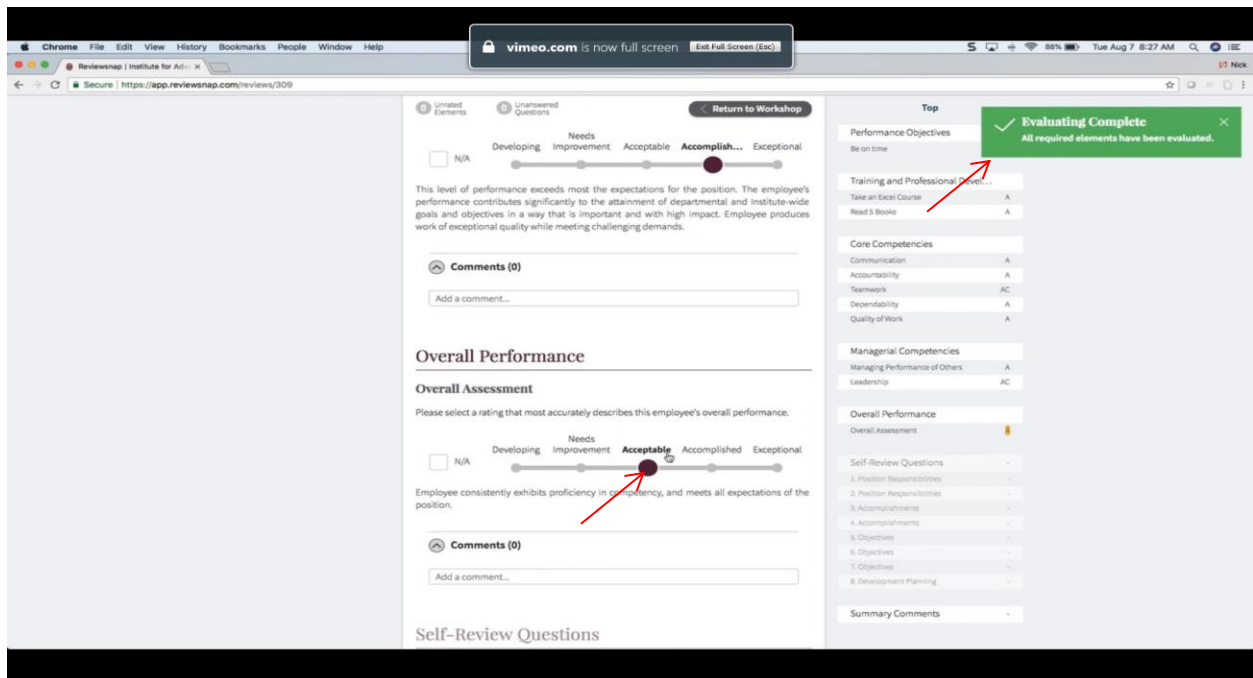 vimeo.com is now full screen Exit Full Screen (Esc)
Chrome File Edit View History Bookmarks People Window Help
88% Tue Aug 7 8:27 AM
Reviewsnap | Institute for Adv
Nick
Secure | https://app.reviewsnap.com/reviews/309
0 Unrated Elements
0 Unanswered Questions
Return to Workshop
N/A
Developing
Needs Improvement
Acceptable
Accomplish...
Exceptional
This level of performance exceeds most the expectations for the position. The employee's
performance contributes significantly to the attainment of departmental and Institute-wide
goals and objectives in a way that is important and with high impact. Employee produces
work of exceptional quality while meeting challenging demands.
Comments (0)
Add a comment...
Overall Performance
Overall Assessment
Please select a rating that most accurately describes this employee's overall performance.
N/A
Developing
Needs Improvement
Acceptable
Accomplished
Exceptional
Employee consistently exhibits proficiency in competency, and meets all expectations of the
position.
Comments (0)
Add a comment...
Self-Review Questions
Top
Performance Objectives
Be on time
Training and Professional Devel...
Take an Excel Course A
Read 5 Books A
Core Competencies
Communication A
Accountability A
Teamwork AC
Dependability A
Quality of Work A
Managerial Competencies
Managing Performance of Others A
Leadership AC
Overall Performance
Overall Assessment
Self-Review Questions -
1. Position Responsibilities -
2. Position Responsibilities -
3. Accomplishments -
4. Accomplishments -
5. Objectives -
6. Objectives -
7. Objectives -
8. Development Planning -
Summary Comments -
Evaluating Complete
All required elements have been evaluated.